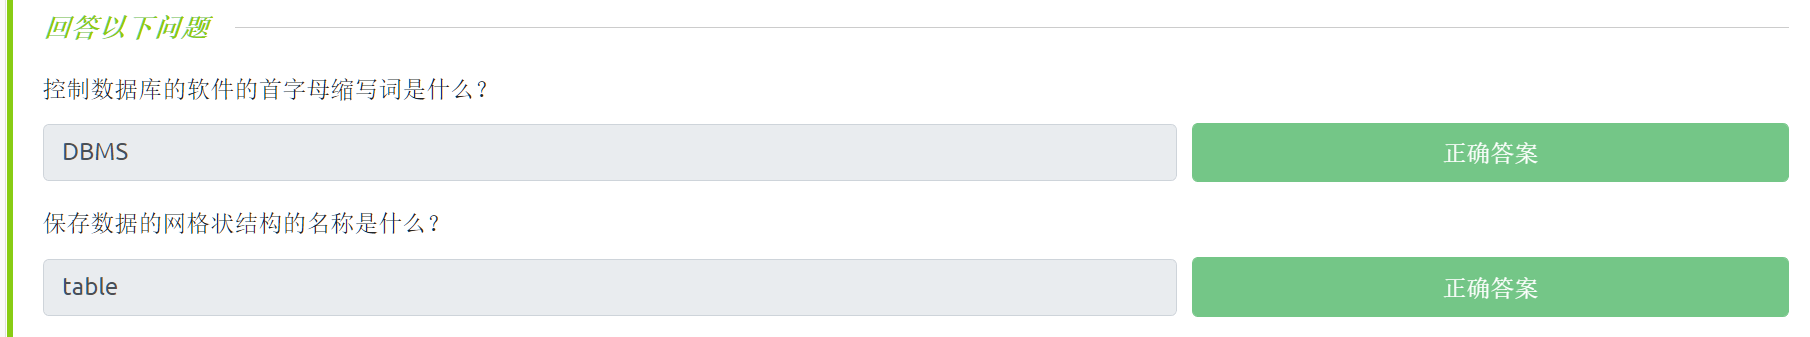 回答以下问题
控制数据库的软件的首字母缩写词是什么？
DBMS
正确答案
保存数据的网格状结构的名称是什么？
table
正确答案